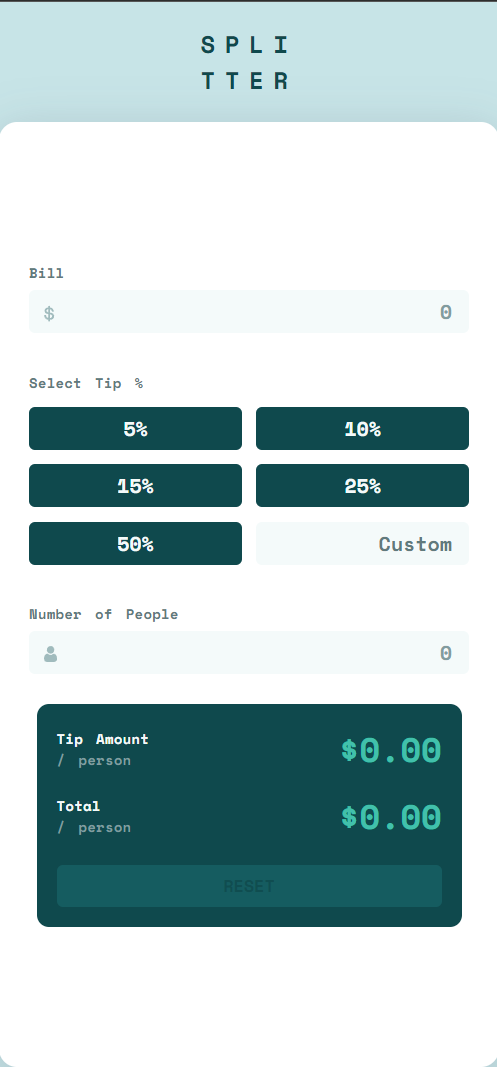 SPLI
TTER
Bill
$ 0
Select Tip %
5% 10%
15% 25%
50% Custom
Number of People
0
Tip Amount
/ person
$0.00
Total
/ person
$0.00
RESET